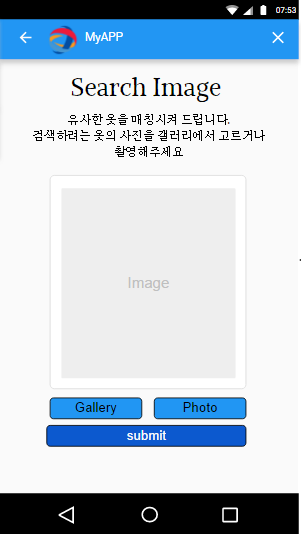 07:53
MyAPP
Search Image
유사한 옷을 매칭시켜 드립니다.
검색하려는 옷의 사진을 갤러리에서 고르거나
촬영해주세요
Image
Gallery Photo
submit